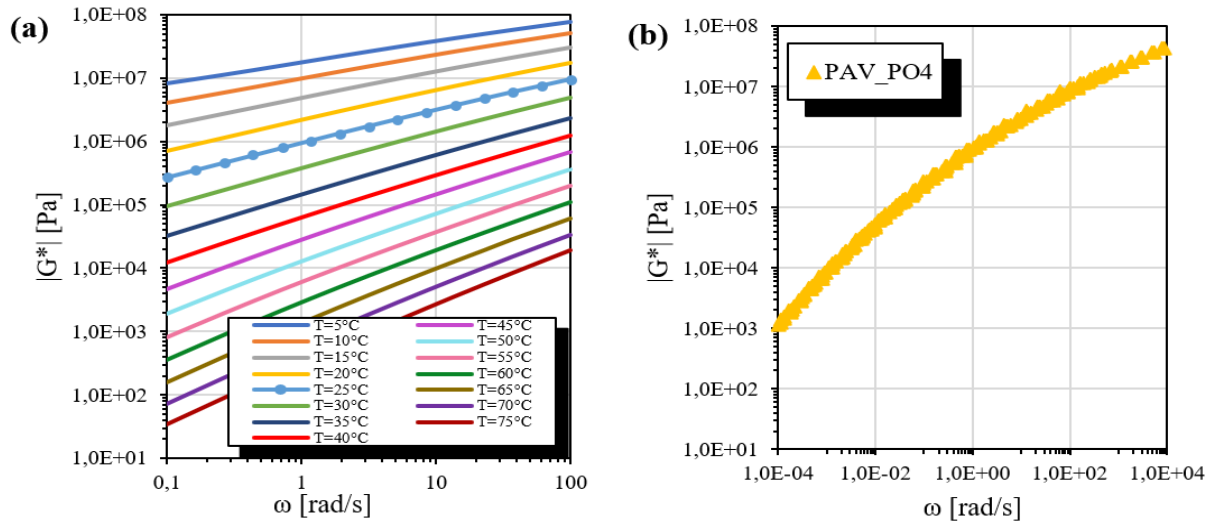 (a)
1,0E+08
1,0E+07
1,0E+06
1,0E+05
1,0E+04
1,0E+03
1,0E+02
1,0E+01
|G*| [Pa]
T=5°C T=45°C
T=10°C T=50°C
T=15°C T=55°C
T=20°C T=60°C
T=25°C T=65°C
T=30°C T=70°C
T=35°C T=75°C
T=40°C
0,1 1 10 100
ω [rad/s]
(b)
1,0E+08
1,0E+07
1,0E+06
1,0E+05
1,0E+04
1,0E+03
1,0E+02
1,0E+01
|G*| [Pa]
PAV_PO4
1,0E-04 1,0E-02 1,0E+00 1,0E+02 1,0E+04
ω [rad/s]